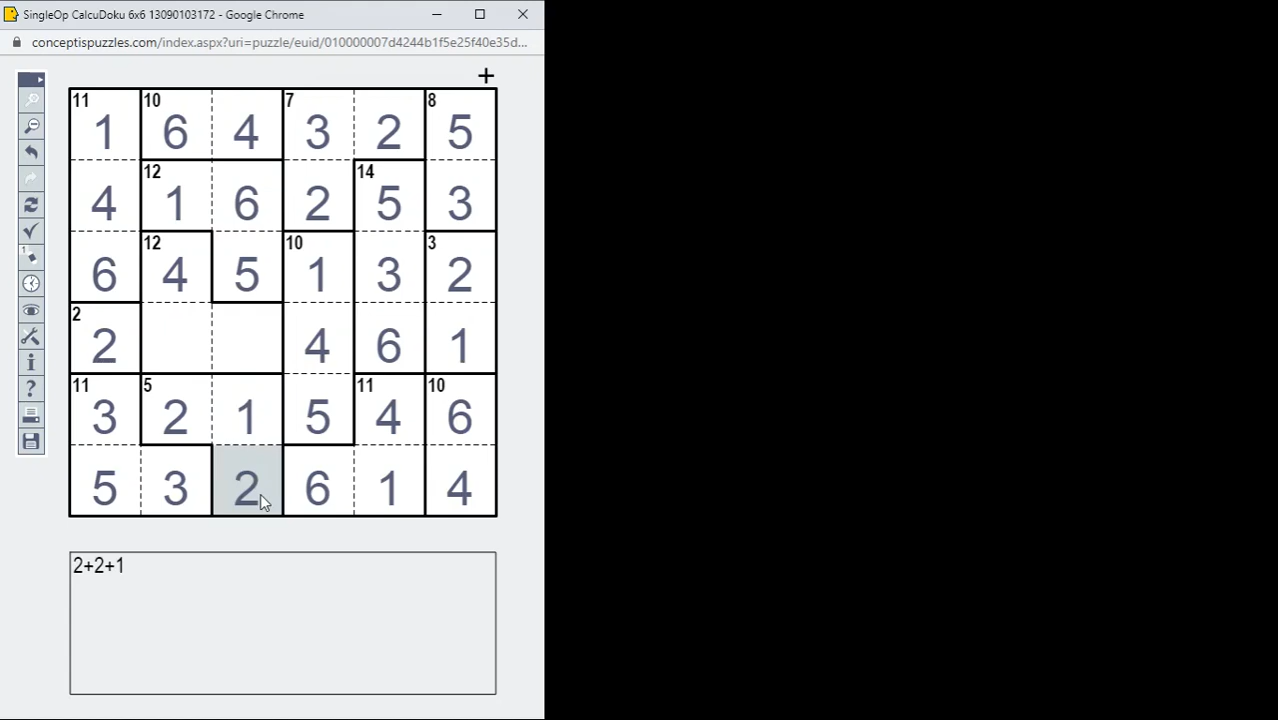 SingleOp CalcuDoku 6x6 13090103172 - Google Chrome
conceptispuzzles.com/index.aspx?uri=puzzle/euid/010000007d4244b1f5e25f40e35d...
+
11 10 7 8
1 6 4 3 2 5
12 14
4 1 6 2 5 3
12 10 3
6 4 5 1 3 2
2
2 4 6 1
11 5 11 10
3 2 1 5 4 6
5 3 2 6 1 4
2+2+1